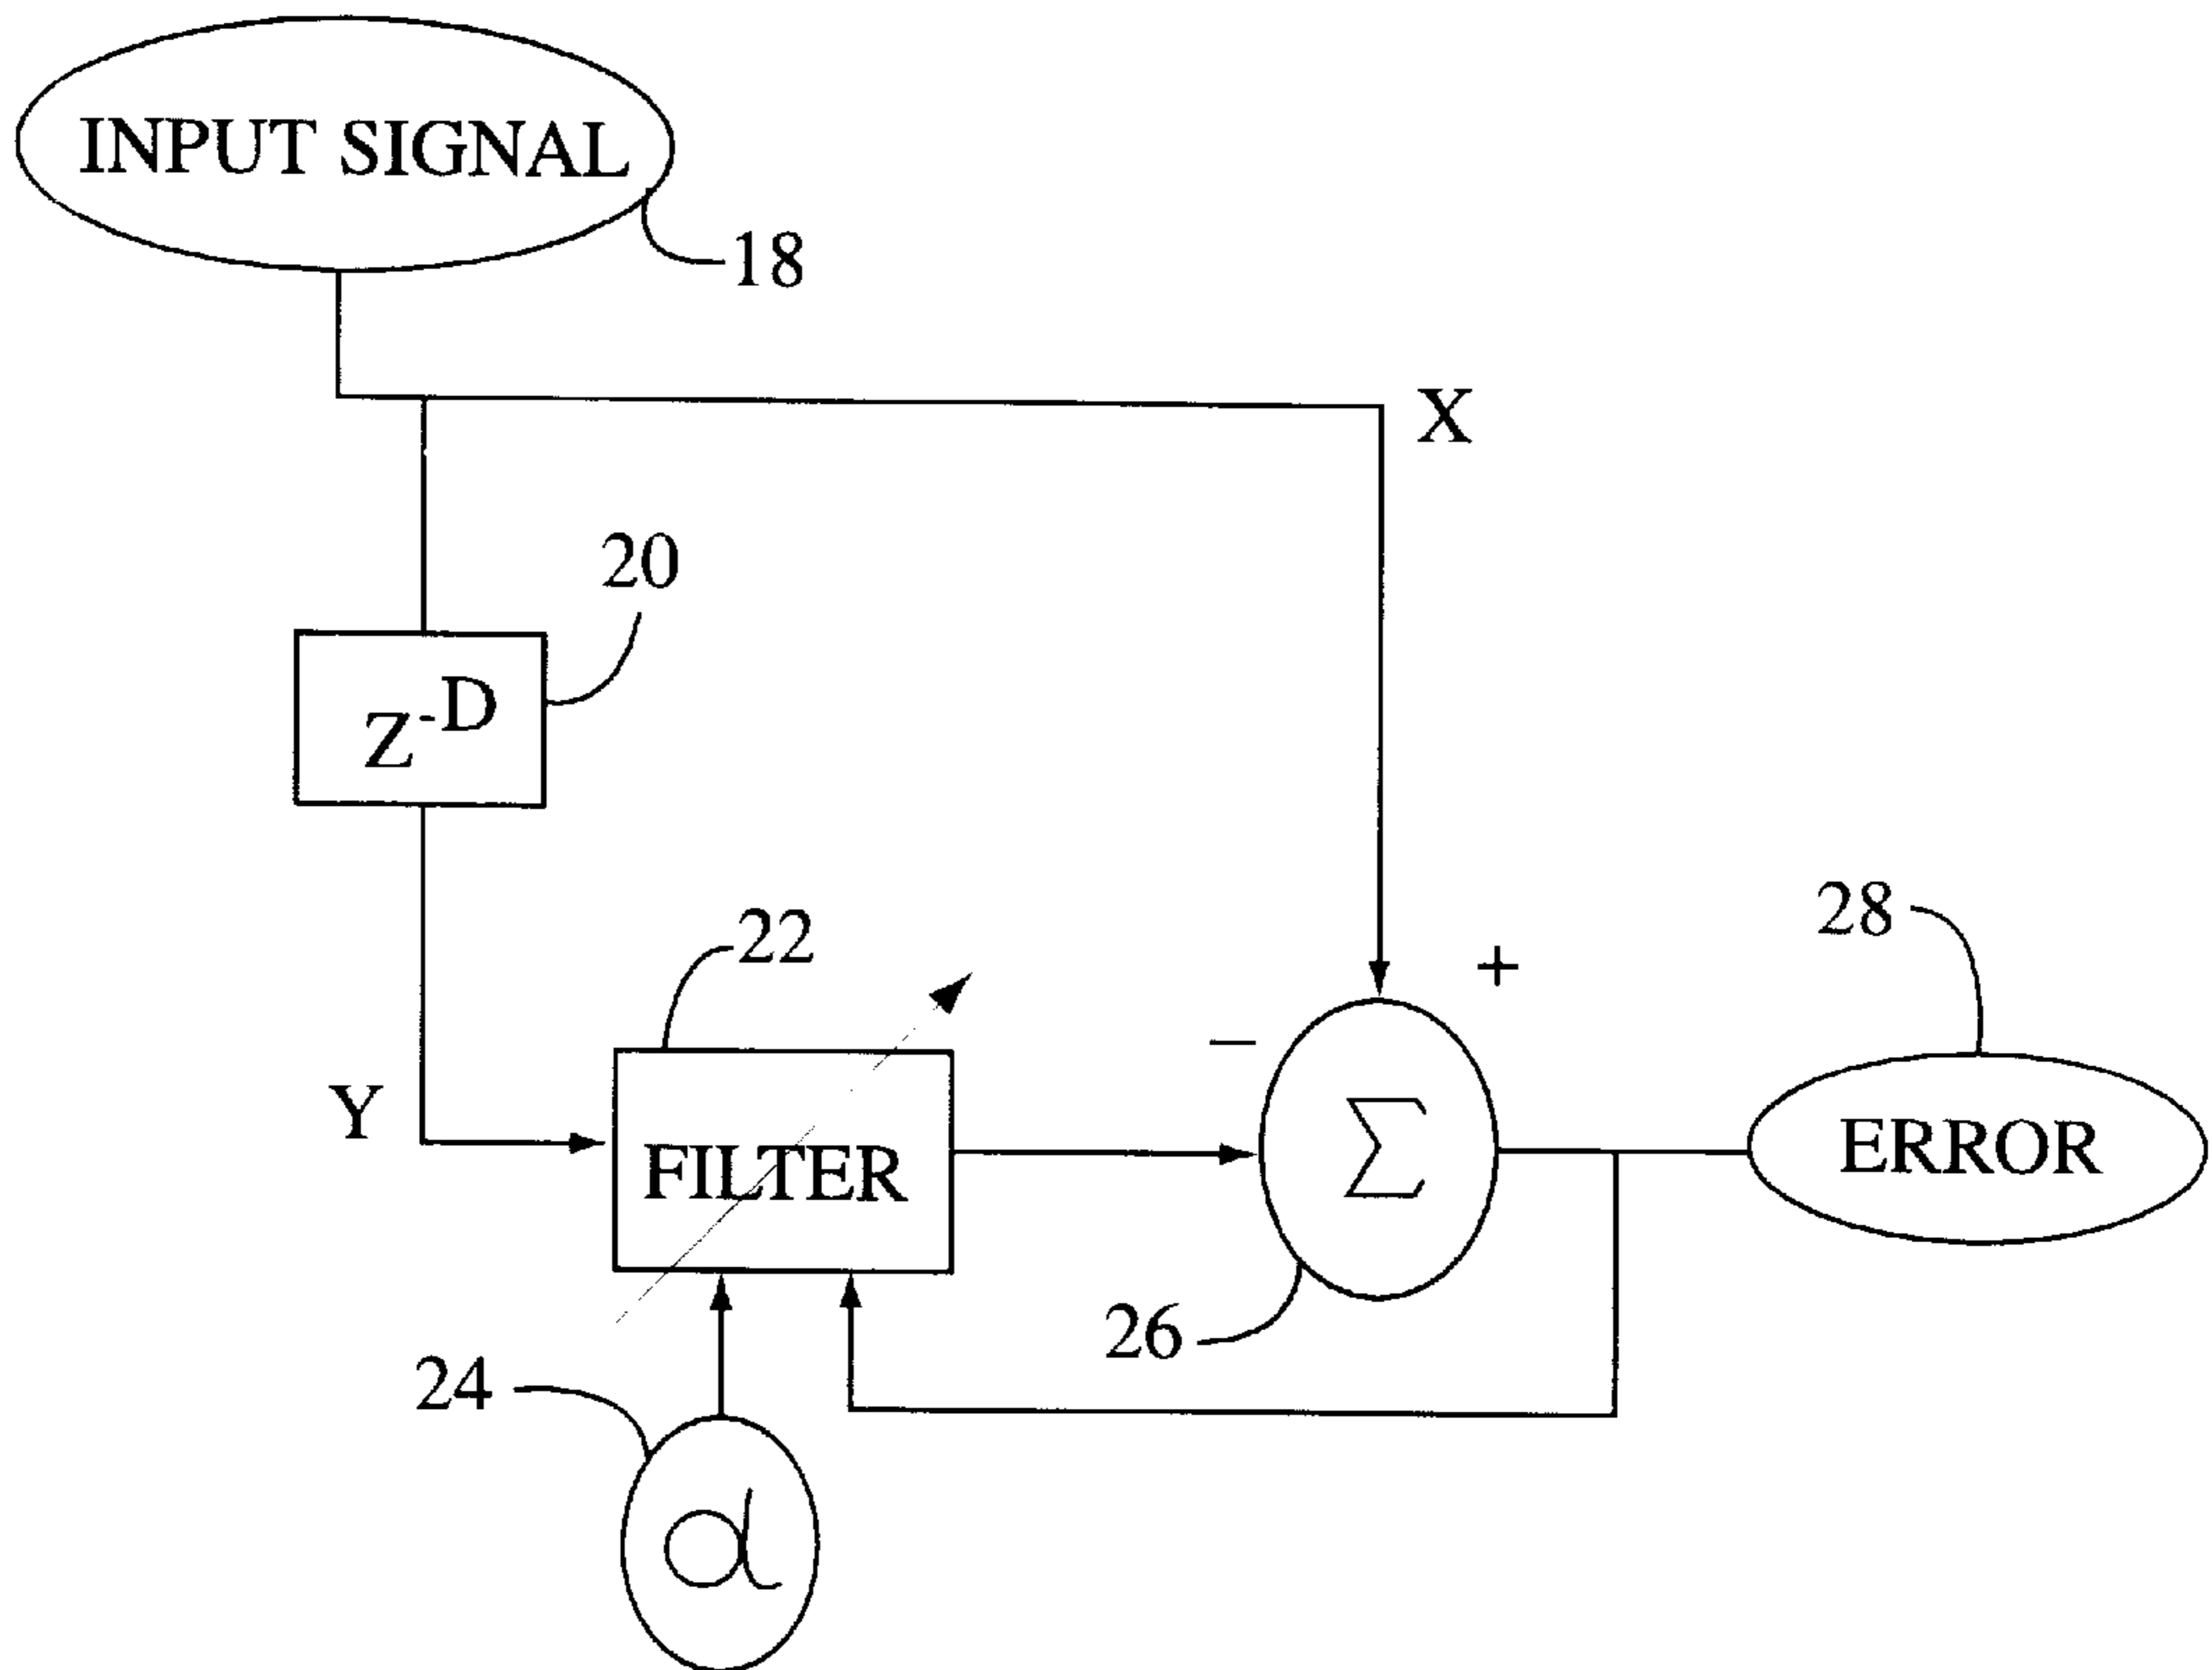 INPUT SIGNAL
18
X
20
Z-D
22
28
+
−
Y
FILTER
Σ
ERROR
26
24
α